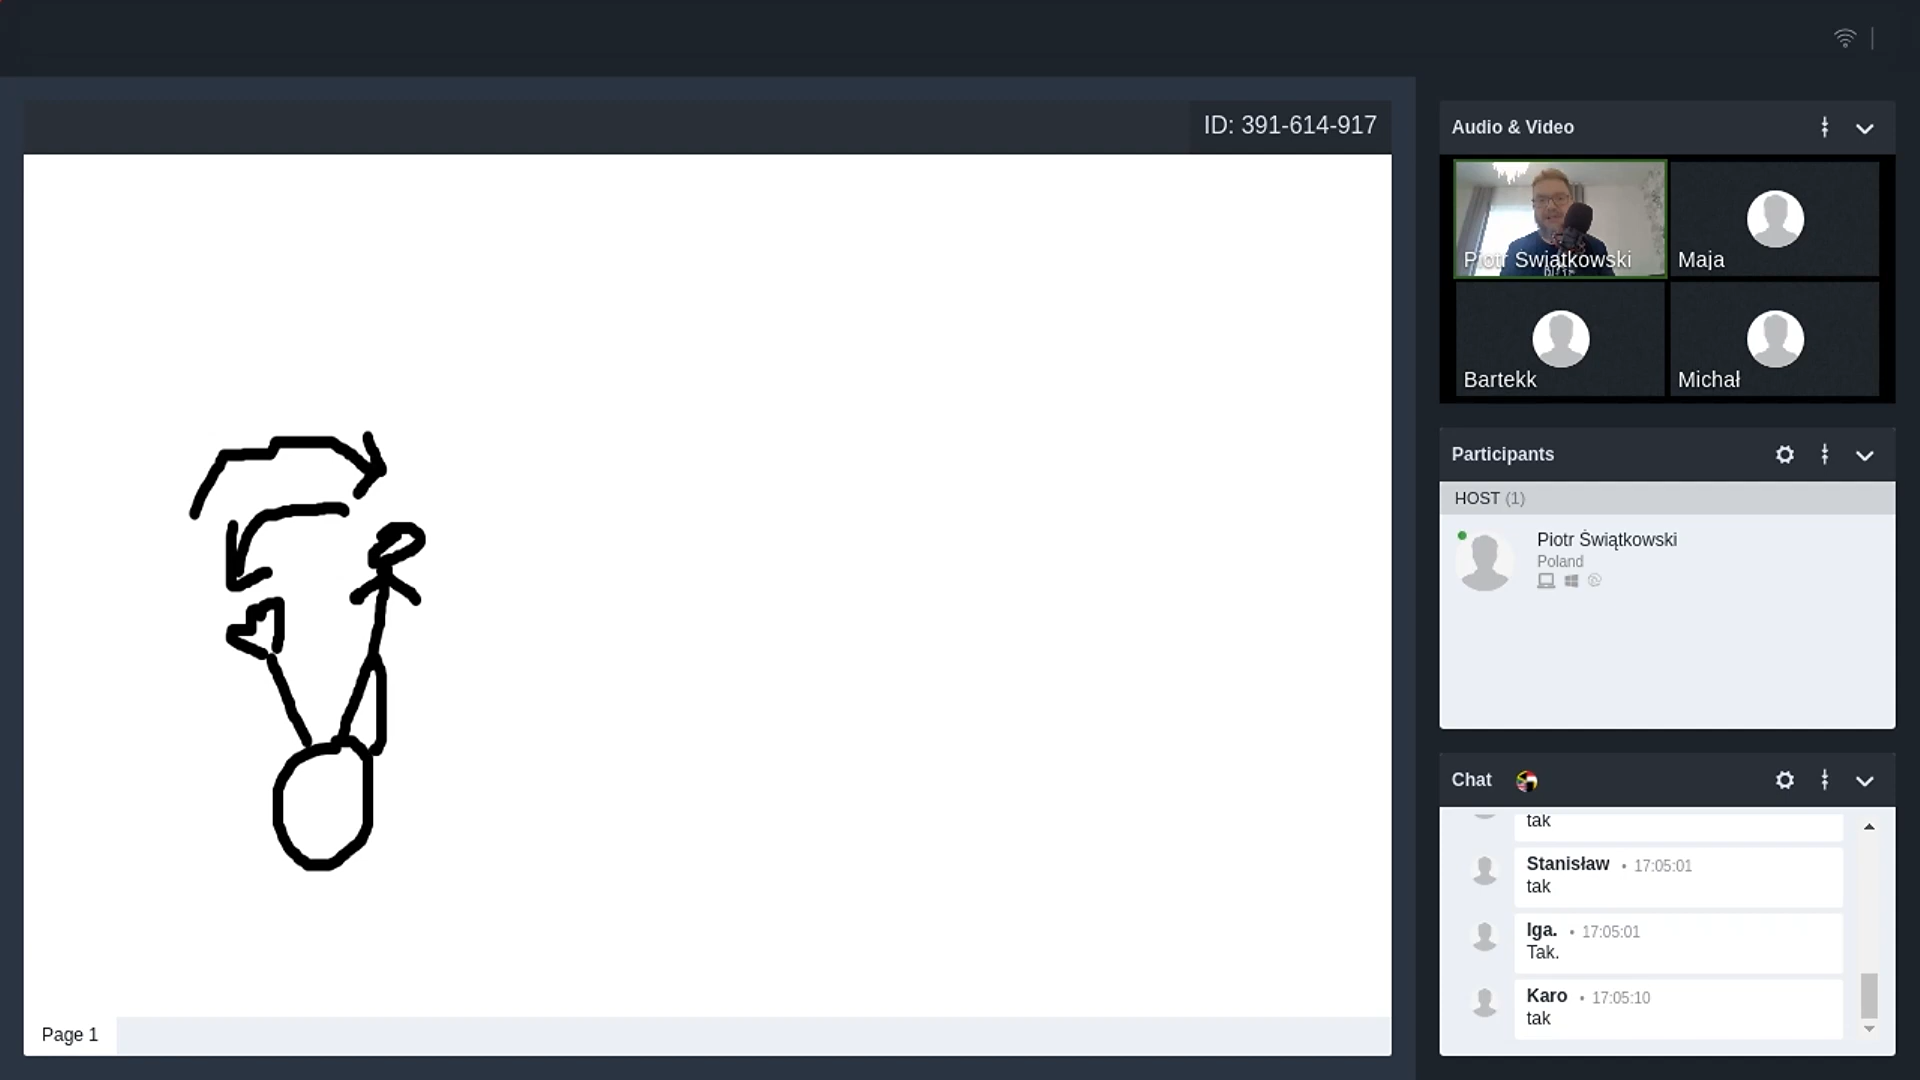 ID: 391-614-917
Audio & Video
Piotr Świątkowski
Maja
Bartekk
Michał
Participants
HOST (1)
Piotr Świątkowski
Poland
Chat
tak
Stanisław • 17:05:01
tak
Iga. • 17:05:01
Tak.
Karo • 17:05:10
tak
Page 1